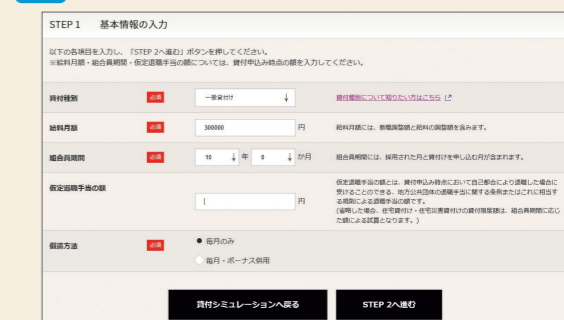 STEP 1 基本情報の入力
以下の各項目を入力し、「STEP 2へ進む」ボタンを押してください。
※給料月額・組合員期間・仮定退職手当の額については、貸付申込み時点の額を入力してください。
貸付種別 必須 一般貸付け ↓ 貸付種別について知りたい方はこちら
給料月額 必須 300000 円 給料月額には、教職調整額と給料の調整額を含みます。
組合員期間 必須 10 ↓ 年 0 ↓ か月 組合員期間には、採用された月と貸付けを申し込む月が含まれます。
仮定退職手当の額 円 仮定退職手当の額とは、貸付申込み時点において自己都合により退職した場合に
受けることのできる、地方公共団体の退職手当に関する条例またはこれに相当す
る規則による退職手当の額です。
(省略した場合、住宅貸付け・住宅災害貸付けの貸付限度額は、組合員期間に応じ
た額による試算となります。)
償還方法 必須 毎月のみ
毎月・ボーナス併用
貸付シミュレーションへ戻る STEP 2へ進む